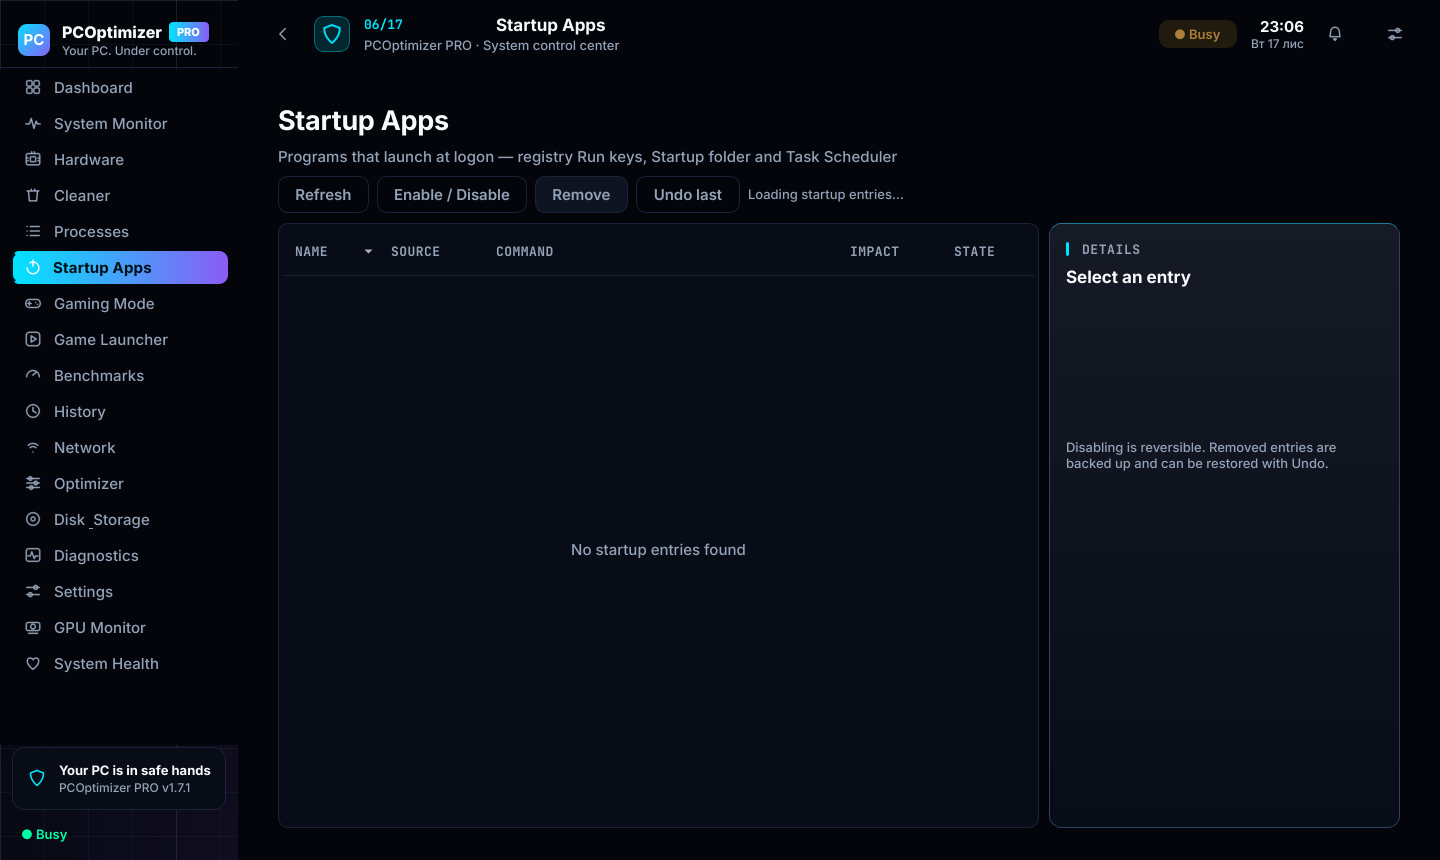 PC
PCOptimizer PRO
Your PC. Under control.
Dashboard
System Monitor
Hardware
Cleaner
Processes
Startup Apps
Gaming Mode
Game Launcher
Benchmarks
History
Network
Optimizer
Disk _Storage
Diagnostics
Settings
GPU Monitor
System Health
Your PC is in safe hands
PCOptimizer PRO v1.7.1
Busy
06/17 Startup Apps
PCOptimizer PRO · System control center
Busy
23:06
Вт 17 лис
Startup Apps
Programs that launch at logon — registry Run keys, Startup folder and Task Scheduler
Refresh Enable / Disable Remove Undo last Loading startup entries...
NAME SOURCE COMMAND IMPACT STATE
No startup entries found
DETAILS
Select an entry
Disabling is reversible. Removed entries are
backed up and can be restored with Undo.